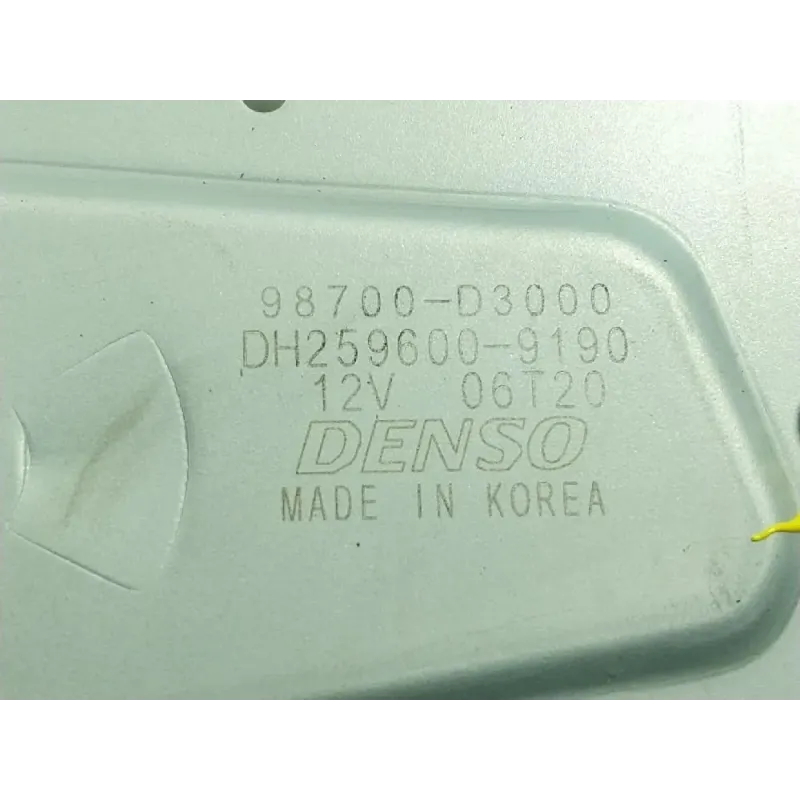 98700-D3000
DH259600-9190
12V 06T20
DENSO
MADE IN KOREA